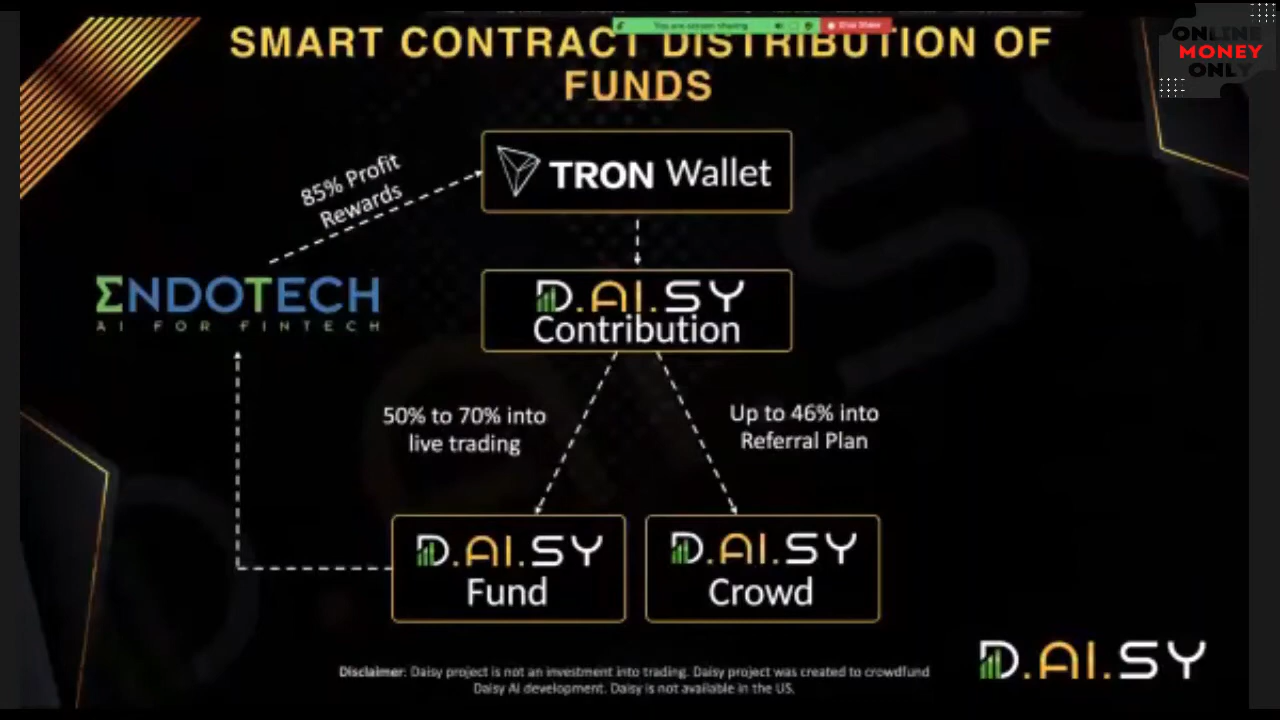 You are screen sharing
Stop Share
ONLINE
MONEY
ONLY
SMART CONTRACT DISTRIBUTION OF
FUNDS
85% Profit
Rewards
TRON Wallet
ΣNDOTECH
AI FOR FINTECH
D.AI.SY
Contribution
50% to 70% into
live trading
Up to 46% into
Referral Plan
D.AI.SY
Fund
D.AI.SY
Crowd
Disclaimer: Daisy project is not an investment into trading. Daisy project was created to crowdfund
Daisy AI development. Daisy is not available in the US.
D.AI.SY